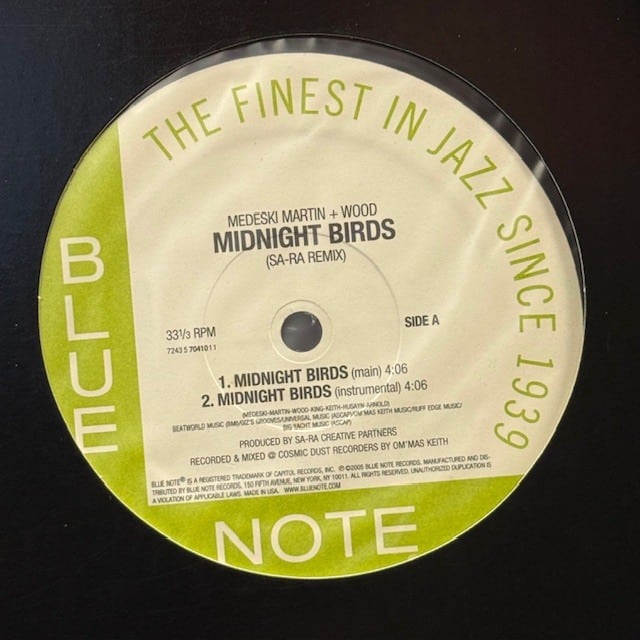 THE FINEST IN JAZZ SINCE 1939
MEDESKI MARTIN + WOOD
MIDNIGHT BIRDS
(SA-RA REMIX)
BLUE
33 1/3 RPM
SIDE A
7243 5 70410 1 1
1. MIDNIGHT BIRDS (main) 4:06
2. MIDNIGHT BIRDS (instrumental) 4:06
(MEDESKI-MARTIN-WOOD-KING-KEITH-HUSAYN-ARNOLD)
BEATWORLD MUSIC (BMI)/GIZ'S GROOVES/UNIVERSAL MUSIC (ASCAP)/OM'MAS KEITH MUSIC/RUFF EDGE MUSIC/
BIG YACHT MUSIC (ASCAP)
PRODUCED BY SA-RA CREATIVE PARTNERS
RECORDED & MIXED @ COSMIC DUST RECORDERS BY OM'MAS KEITH
BLUE NOTE® IS A REGISTERED TRADEMARK OF CAPITOL RECORDS, INC. ℗©2005 BLUE NOTE RECORDS. MANUFACTURED AND DIS-
TRIBUTED BY BLUE NOTE RECORDS, 150 FIFTH AVENUE, NEW YORK, NY 10011. ALL RIGHTS RESERVED. UNAUTHORIZED DUPLICATION IS
A VIOLATION OF APPLICABLE LAWS. MADE IN USA. WWW.BLUENOTE.COM
NOTE